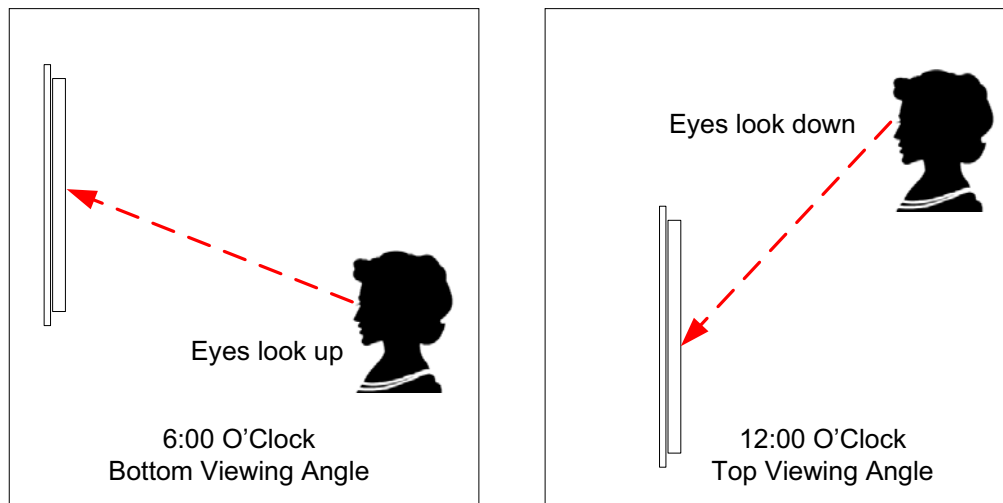 Eyes look up
6:00 O'Clock
Bottom Viewing Angle
Eyes look down
12:00 O'Clock
Top Viewing Angle